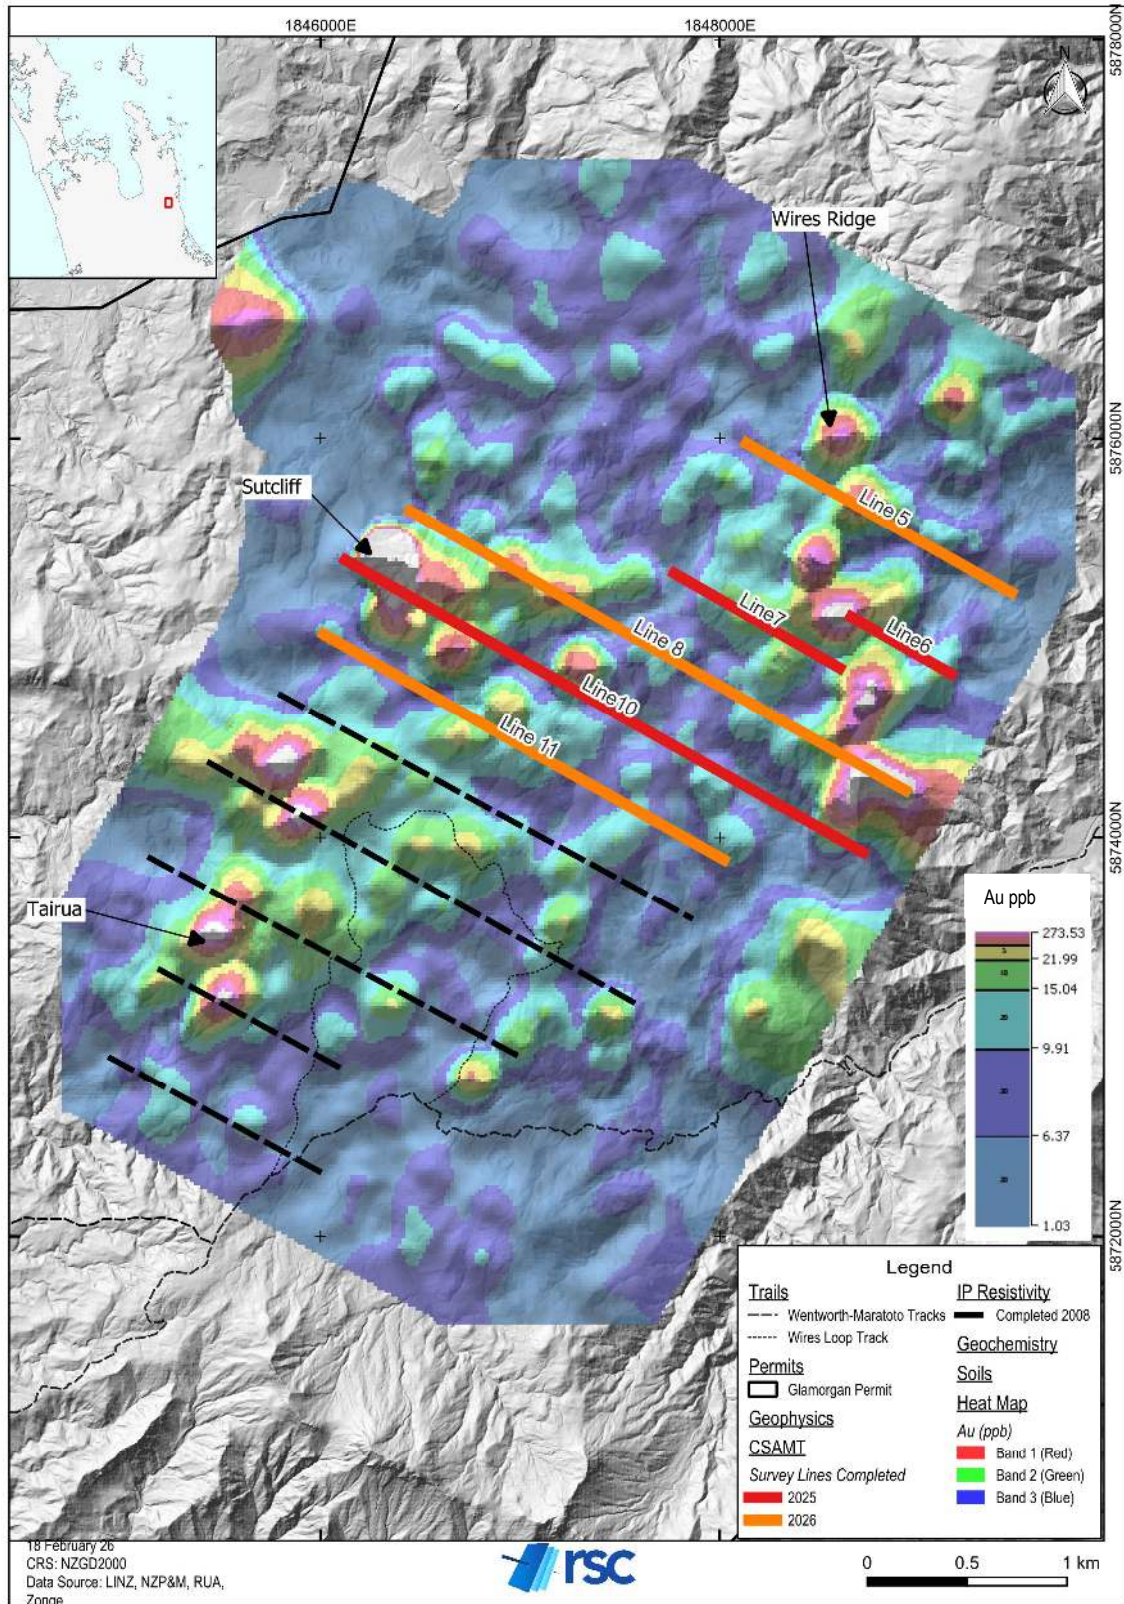 1846000E
1848000E
5878000N
N
Wires Ridge
5876000N
Line 5
Sutcliff
Line7
Line6
Line 8
Line10
Line 11
5874000N
Tairua
Au ppb
273.53
21.99
15.04
9.91
6.37
1.03
5872000N
Legend
Trails
Wentworth-Maratoto Tracks
Wires Loop Track
Permits
Glamorgan Permit
Geophysics
CSAMT
Survey Lines Completed
2025
2026
IP Resistivity
Completed 2008
Geochemistry
Soils
Heat Map
Au (ppb)
Band 1 (Red)
Band 2 (Green)
Band 3 (Blue)
18 February 26
CRS: NZGD2000
Data Source: LINZ, NZP&M, RUA,
Zonge
rsc
0 0.5 1 km